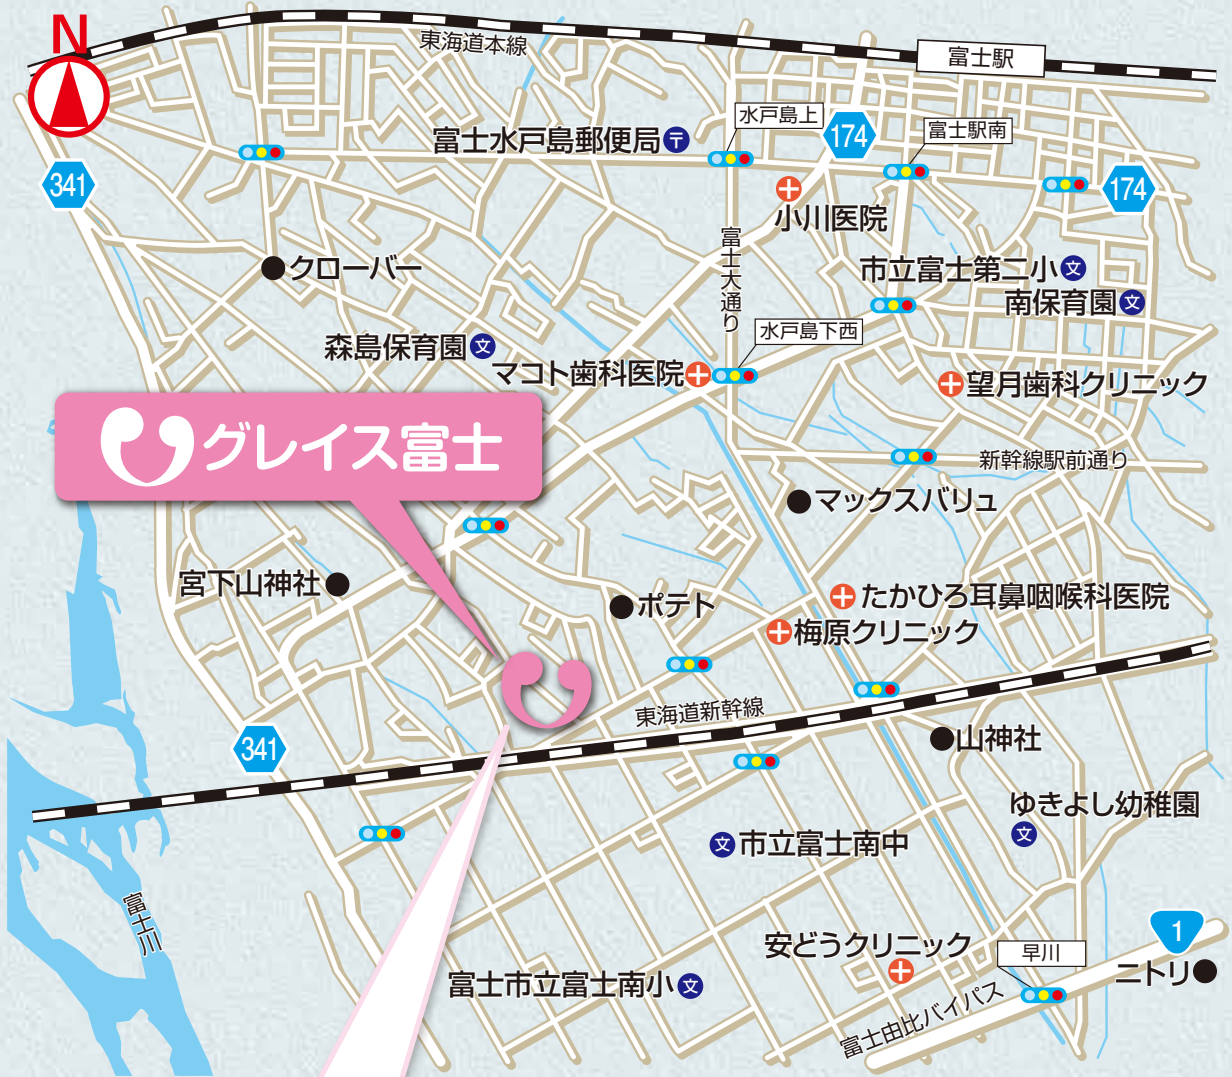 N
東海道本線
富士駅
水戸島上
174
富士駅南
富士水戸島郵便局
341
174
小川医院
富士大通り
クローバー
市立富士第二小
文
南保育園
文
水戸島下西
森島保育園
文
マコト歯科医院
望月歯科クリニック
グレイス富士
新幹線駅前通り
マックスバリュ
宮下山神社
ポテト
たかひろ耳鼻咽喉科医院
梅原クリニック
東海道新幹線
341
山神社
ゆきよし幼稚園
文
文
市立富士南中
富士川
安どうクリニック
早川
1
ニトリ
富士市立富士南小
文
富士由比バイパス